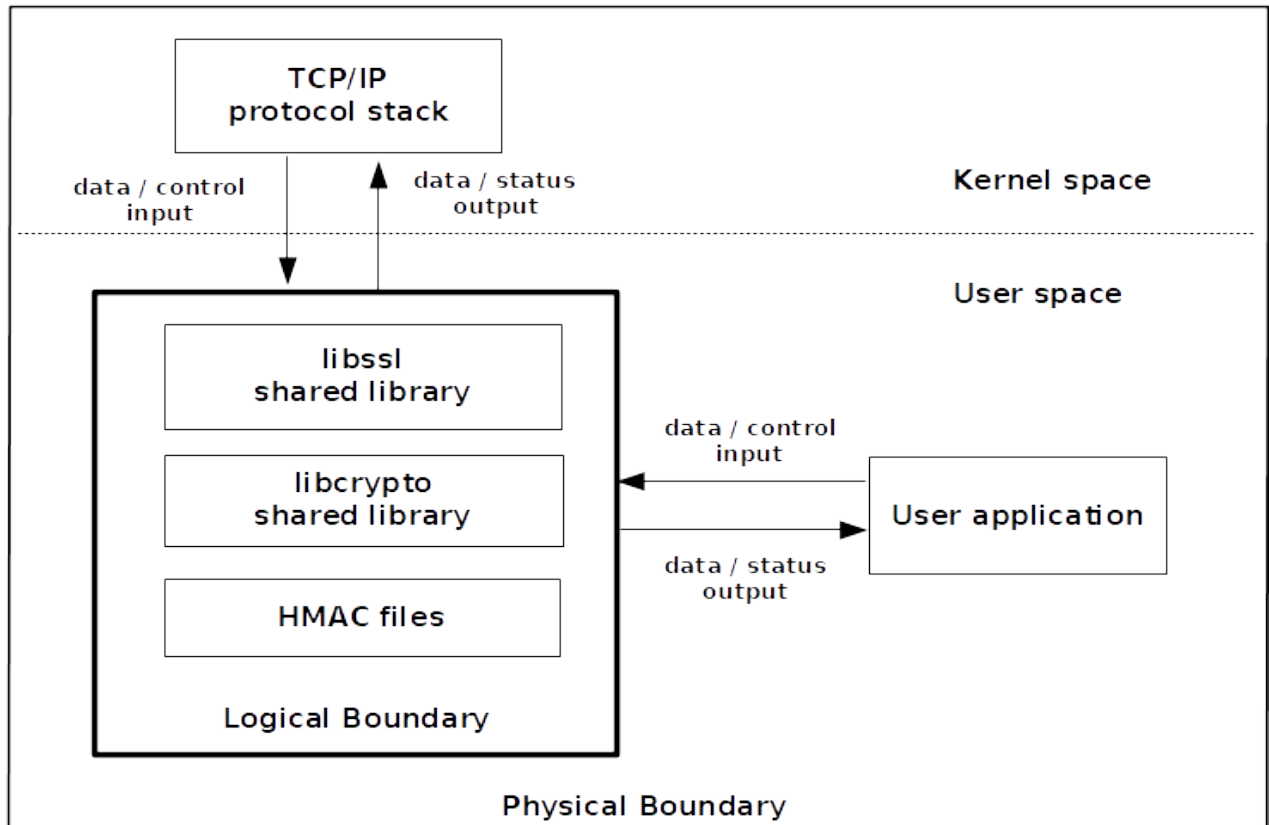 TCP/IP
protocol stack
data / control
input
data / status
output
Kernel space
User space
libssl
shared library
data / control
input
libcrypto
shared library
User application
data / status
output
HMAC files
Logical Boundary
Physical Boundary